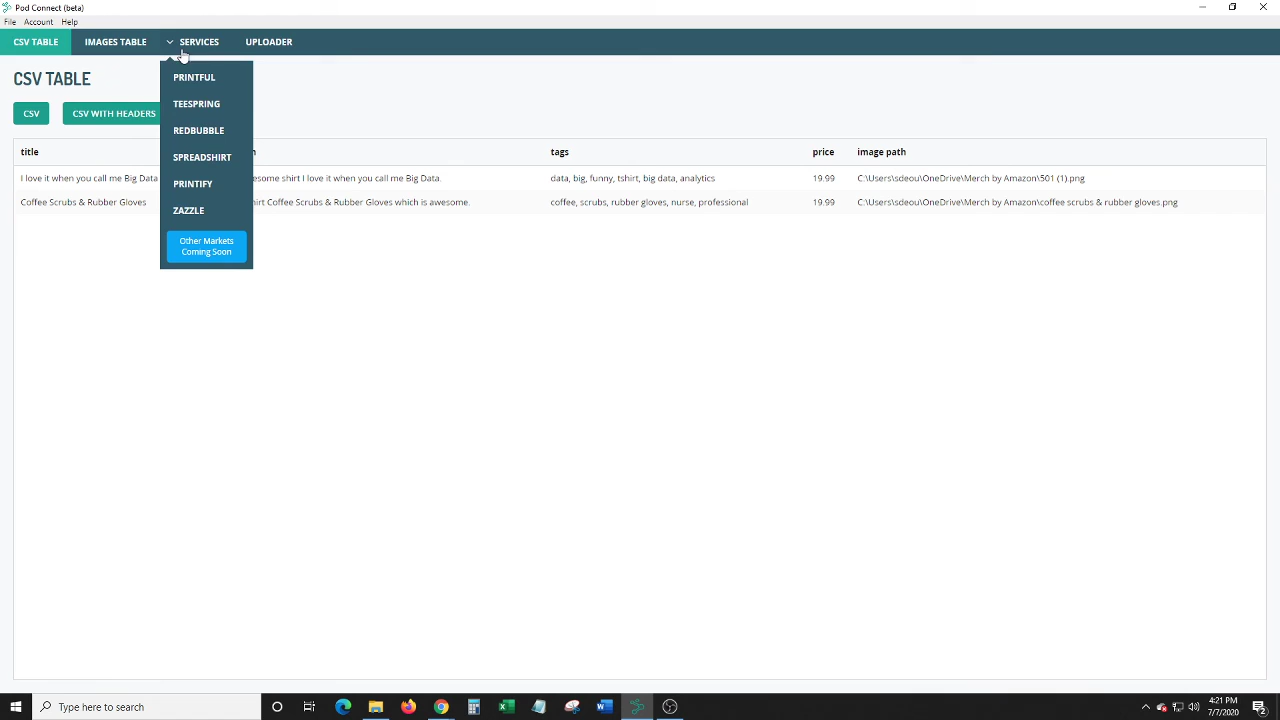 Pod Connect (beta)
File Account Help
CSV TABLE IMAGES TABLE SERVICES UPLOADER
CSV TABLE
PRINTFUL
TEESPRING
REDBUBBLE
SPREADSHIRT
PRINTIFY
ZAZZLE
Other Markets
Coming Soon
CSV CSV WITH HEADERS
title tags price image path
I love it when you call me Big Data shirt I love it when you call me Big Data. data, big, funny, tshirt, big data, analytics 19.99 C:\Users\sdeou\OneDrive\Merch by Amazon\501 (1).png
Coffee Scrubs & Rubber Gloves Coffee Scrubs & Rubber Gloves which is awesome. coffee, scrubs, rubber gloves, nurse, professional 19.99 C:\Users\sdeou\OneDrive\Merch by Amazon\coffee scrubs & rubber gloves.png
Type here to search
4:21 PM
7/7/2020
2